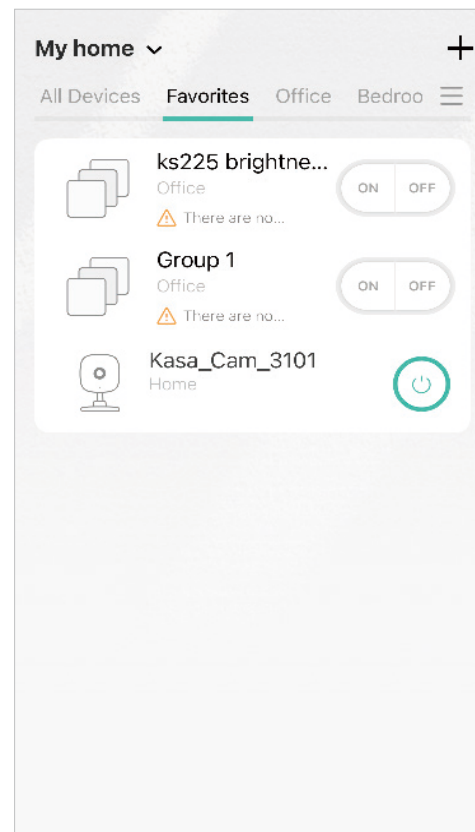 My home
All Devices Favorites Office Bedroo
ks225 brightne...
Office
There are no...
ON OFF
Group 1
Office
There are no...
ON OFF
Kasa_Cam_3101
Home